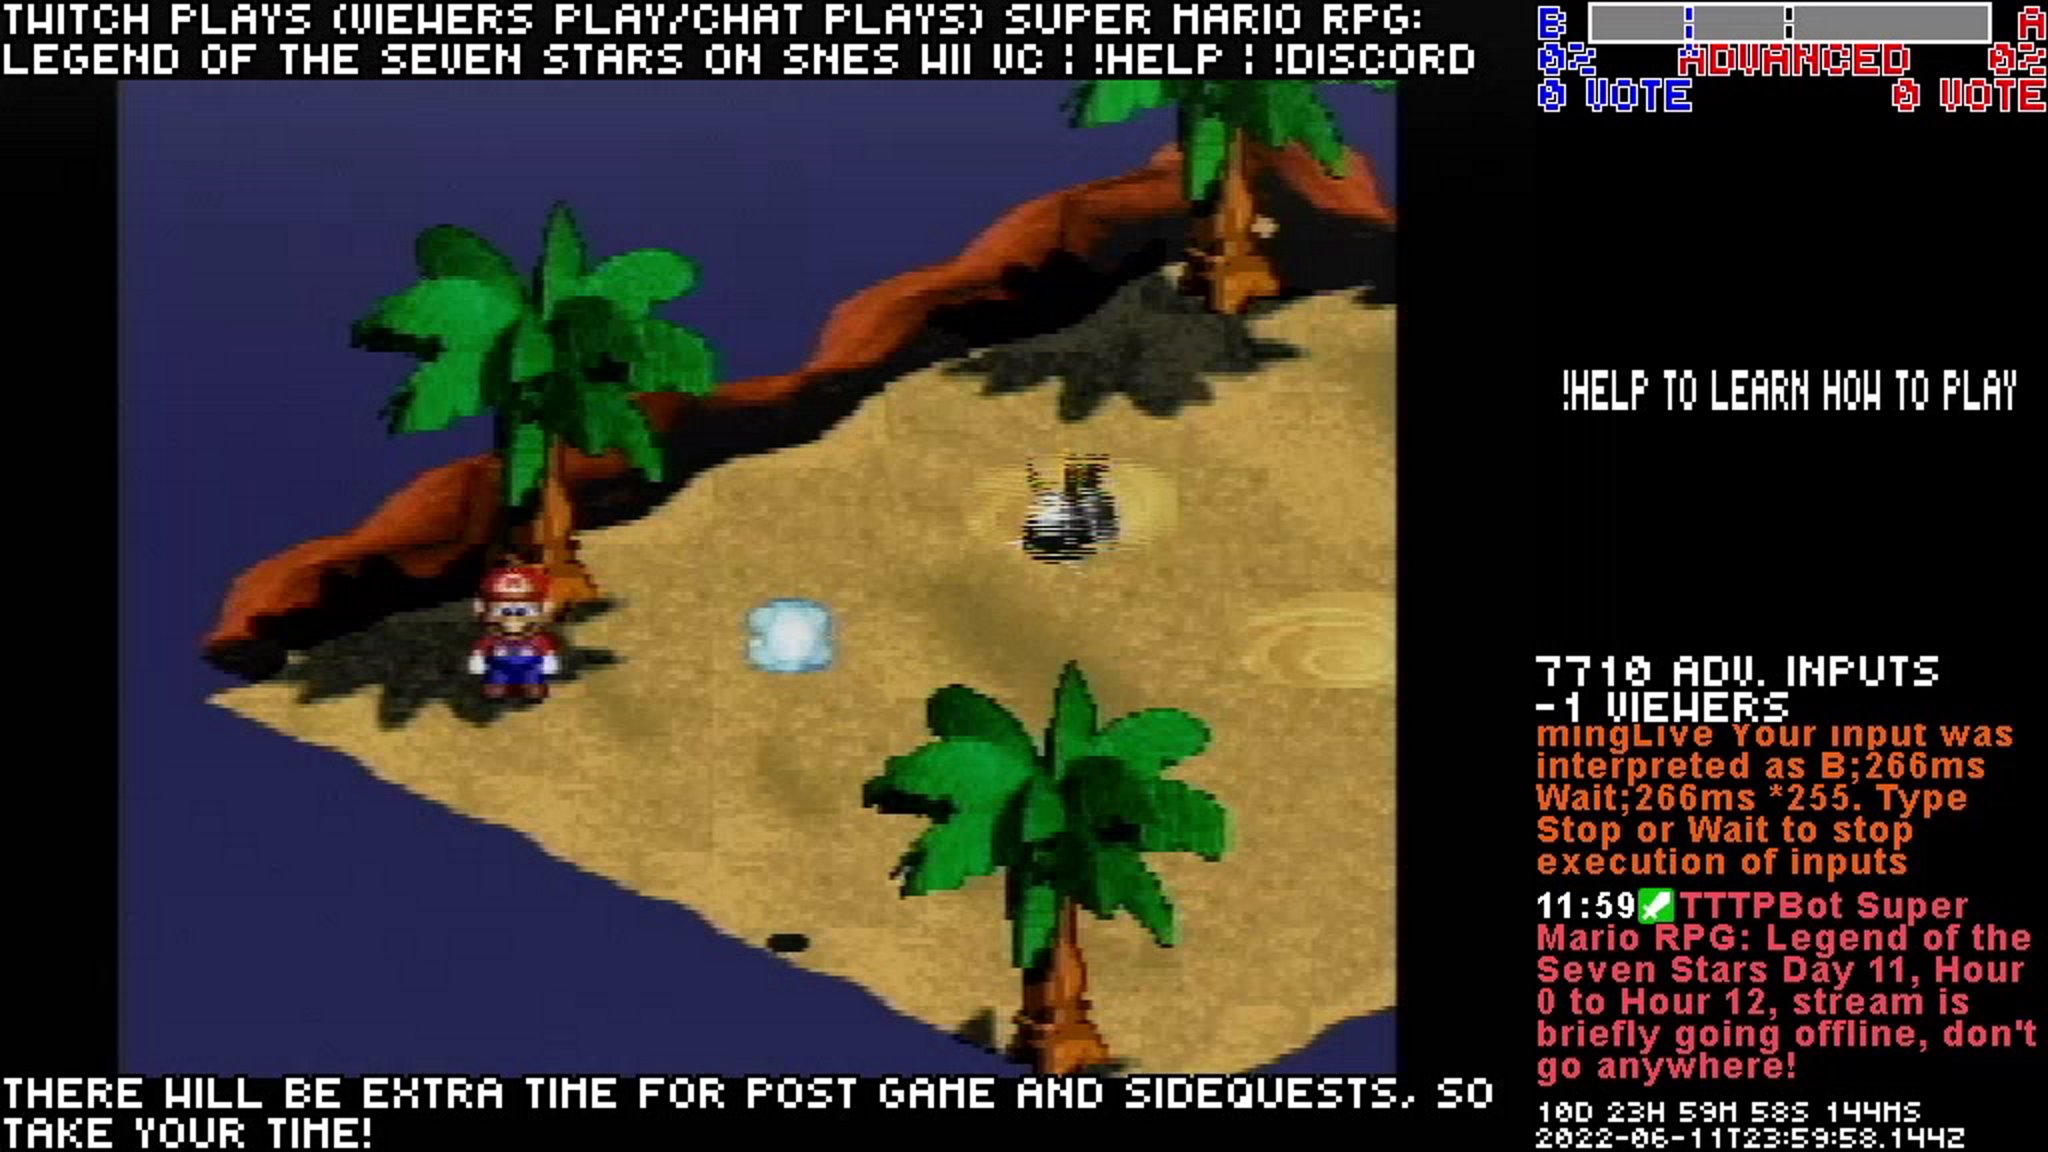 TWITCH PLAYS (VIEWERS PLAY/CHAT PLAYS) SUPER MARIO RPG:
LEGEND OF THE SEVEN STARS ON SNES WII VC ¦ !HELP ¦ !DISCORD
B A
0% ADVANCED 0%
0 VOTE 0 VOTE
!HELP TO LEARN HOW TO PLAY
7710 ADV. INPUTS
-1 VIEWERS
mingLive Your input was
interpreted as B;266ms
Wait;266ms *255. Type
Stop or Wait to stop
execution of inputs
11:59 TTTPBot Super
Mario RPG: Legend of the
Seven Stars Day 11, Hour
0 to Hour 12, stream is
briefly going offline, don't
go anywhere!
10D 23H 59M 58S 144MS
2022-06-11T23:59:58.144Z
THERE WILL BE EXTRA TIME FOR POST GAME AND SIDEQUESTS, SO
TAKE YOUR TIME!